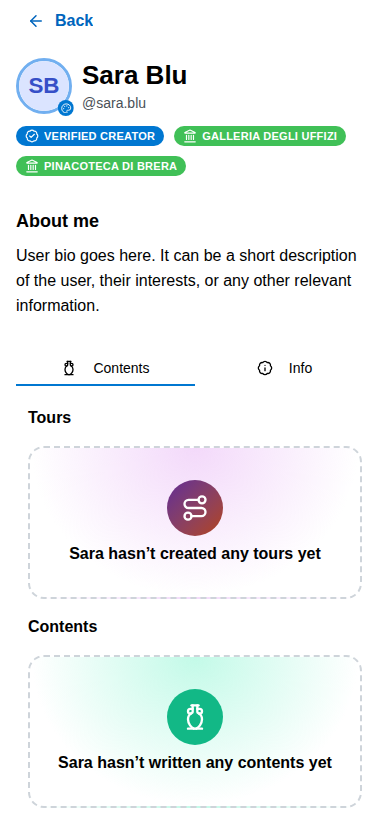 Back
SB
Sara Blu
@sara.blu
VERIFIED CREATOR
GALLERIA DEGLI UFFIZI
PINACOTECA DI BRERA
About me
User bio goes here. It can be a short description
of the user, their interests, or any other relevant
information.
Contents
Info
Tours
Sara hasn’t created any tours yet
Contents
Sara hasn’t written any contents yet